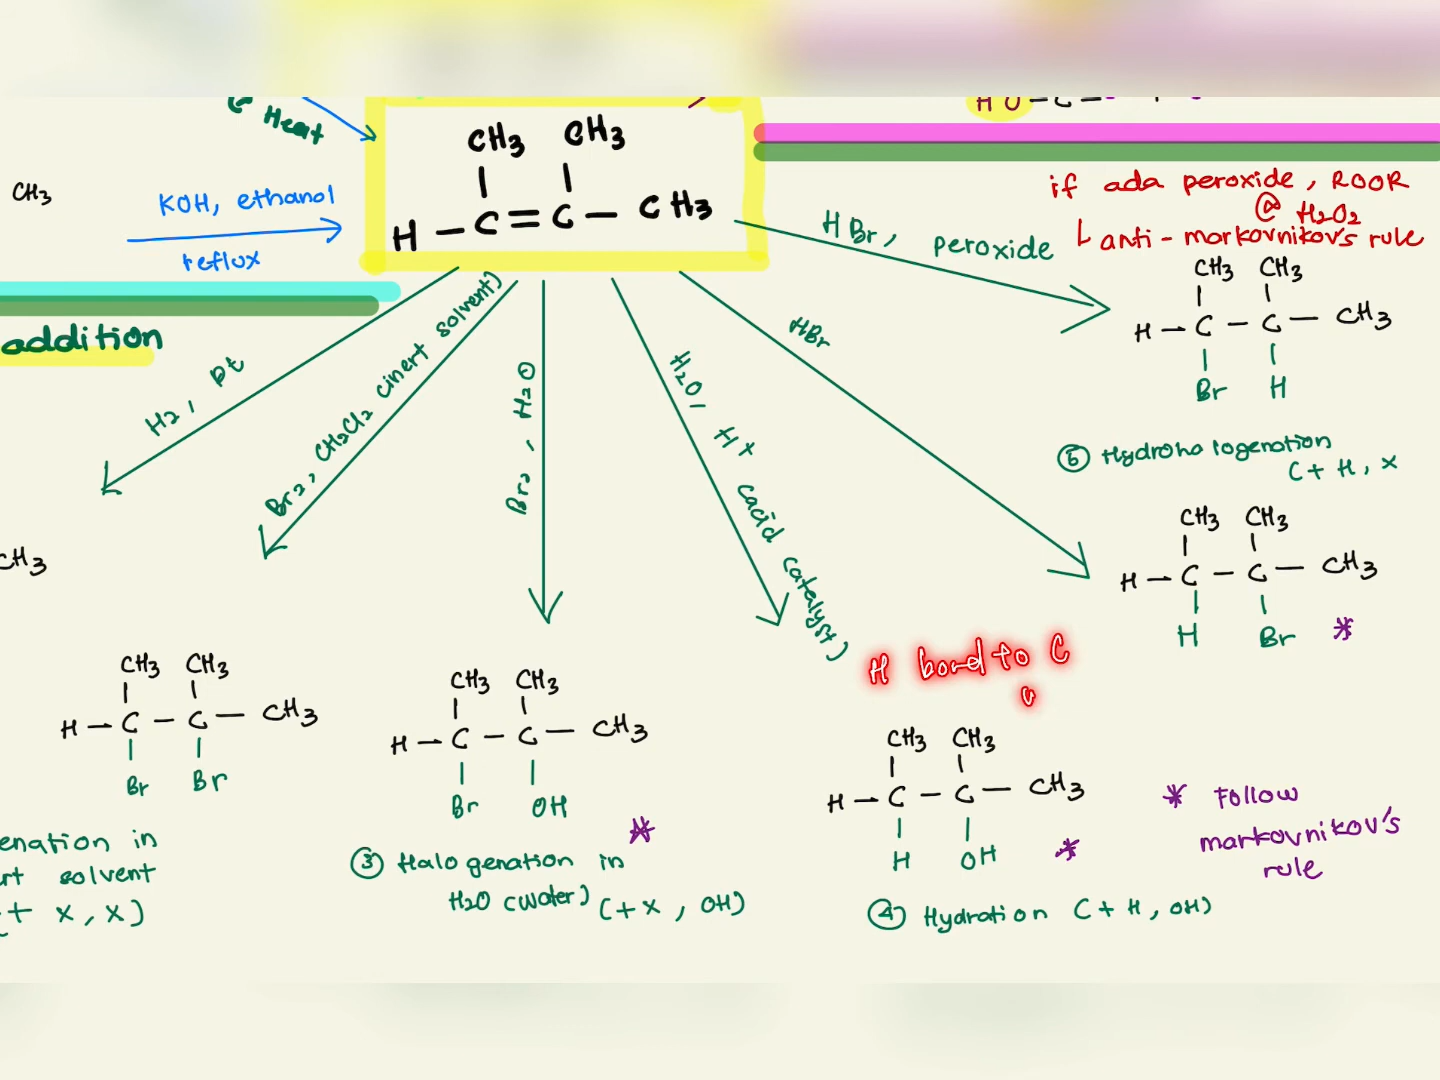 Heat
HO-C=
CH3 CH3
H-C=C-CH3
CH3
KOH, ethanol
reflux
addition
HBr, peroxide
if ada peroxide, ROOR
@ H2O2
anti-markovnikov's rule
CH3 CH3
H-C-C-CH3
Br H
⑤ Hydrohalogenation
(+ H, X
H2, Pt
Br2, CH2Cl2 (inert solvent)
Br2, H2O
H2O, H+ (acid catalyst)
HBr
CH3 CH3
H-C-C-CH3
H Br *
CH3
H bond to C
CH3 CH3
H-C-C-CH3
Br Br
enation in
rt solvent
(+ X, X)
CH3 CH3
H-C-C-CH3
Br OH
*
③ Halogenation in
H2O (water) (+ X, OH)
CH3 CH3
H-C-C-CH3
H OH *
④ Hydration (+ H, OH)
* Follow
markovnikov's
rule